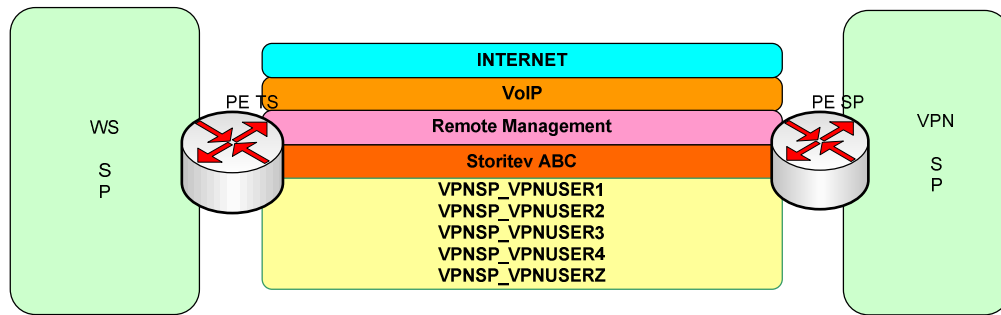 INTERNET
PE TS
VoIP
PE SP
WS
Remote Management
VPN
S
P
Storitev ABC
S
P
VPNSP_VPNUSER1
VPNSP_VPNUSER2
VPNSP_VPNUSER3
VPNSP_VPNUSER4
VPNSP_VPNUSERZ